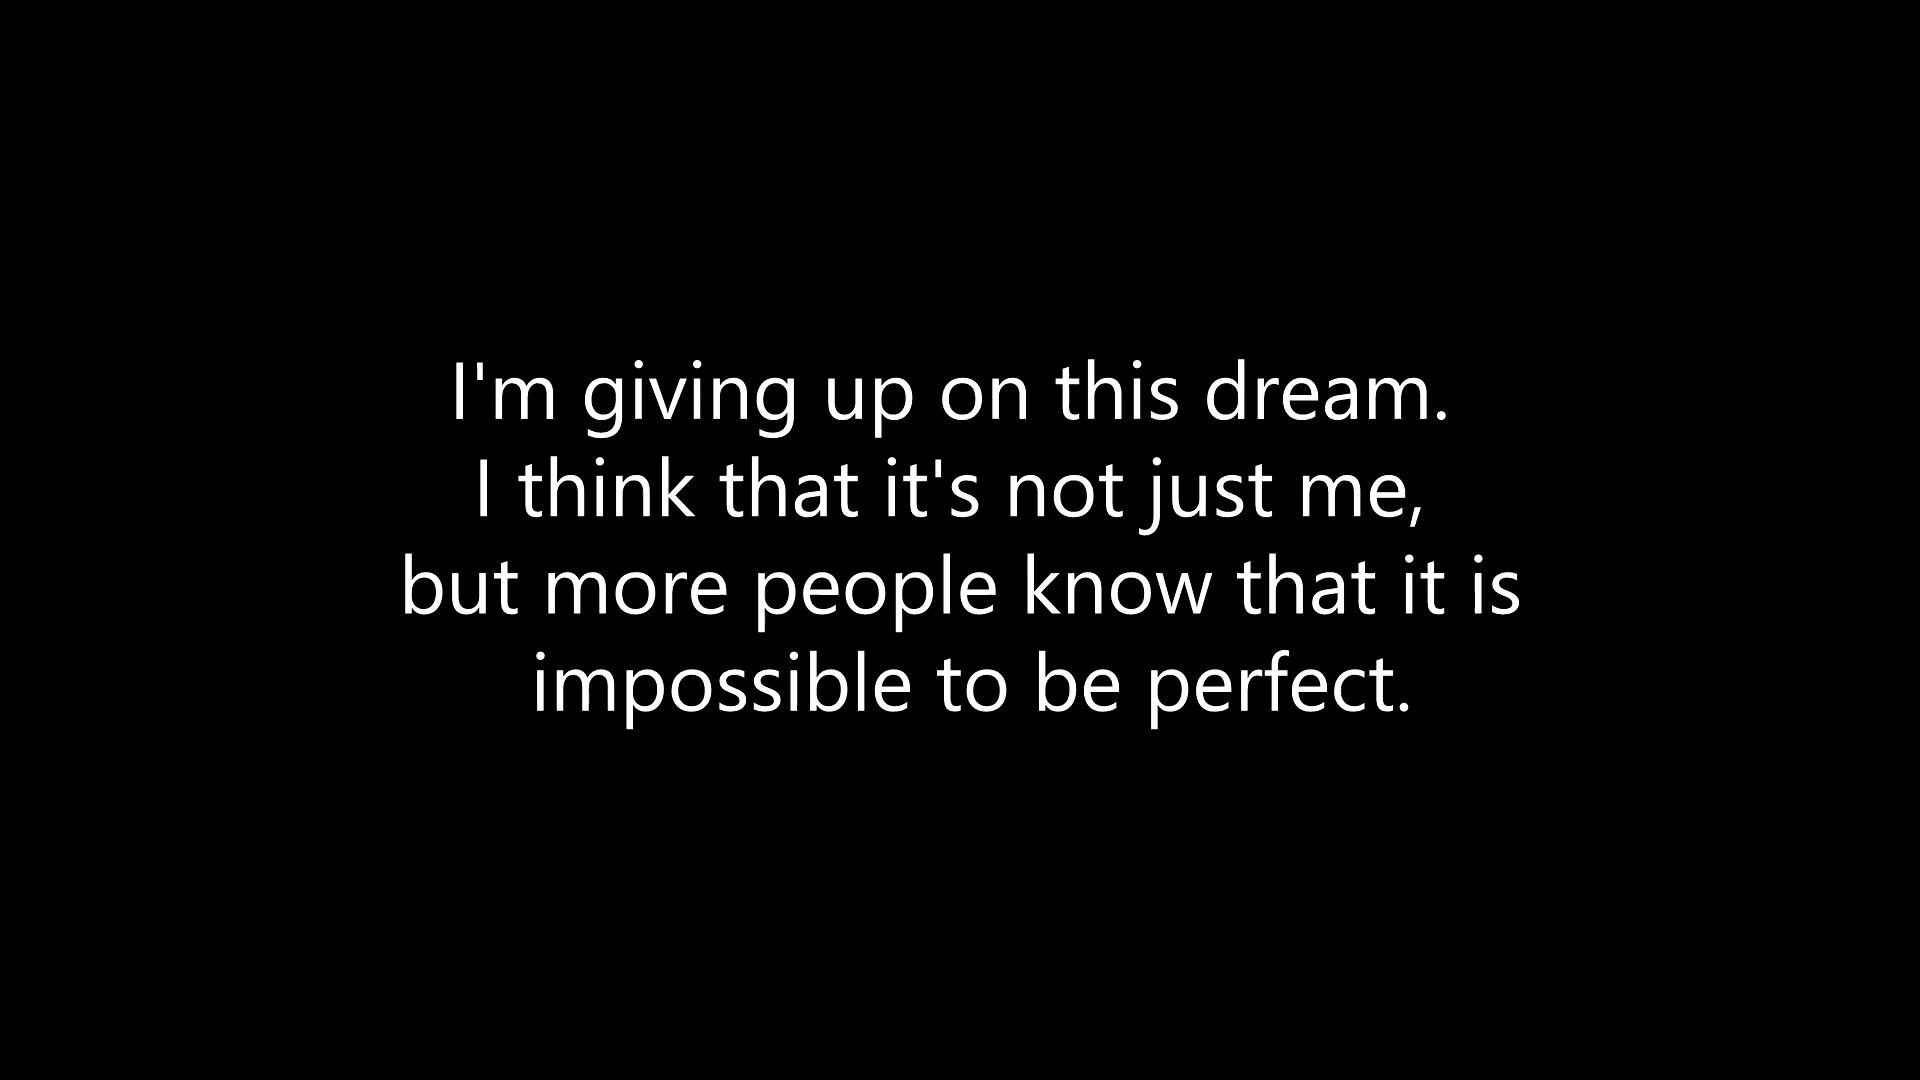 I'm giving up on this dream.
I think that it's not just me,
but more people know that it is
impossible to be perfect.